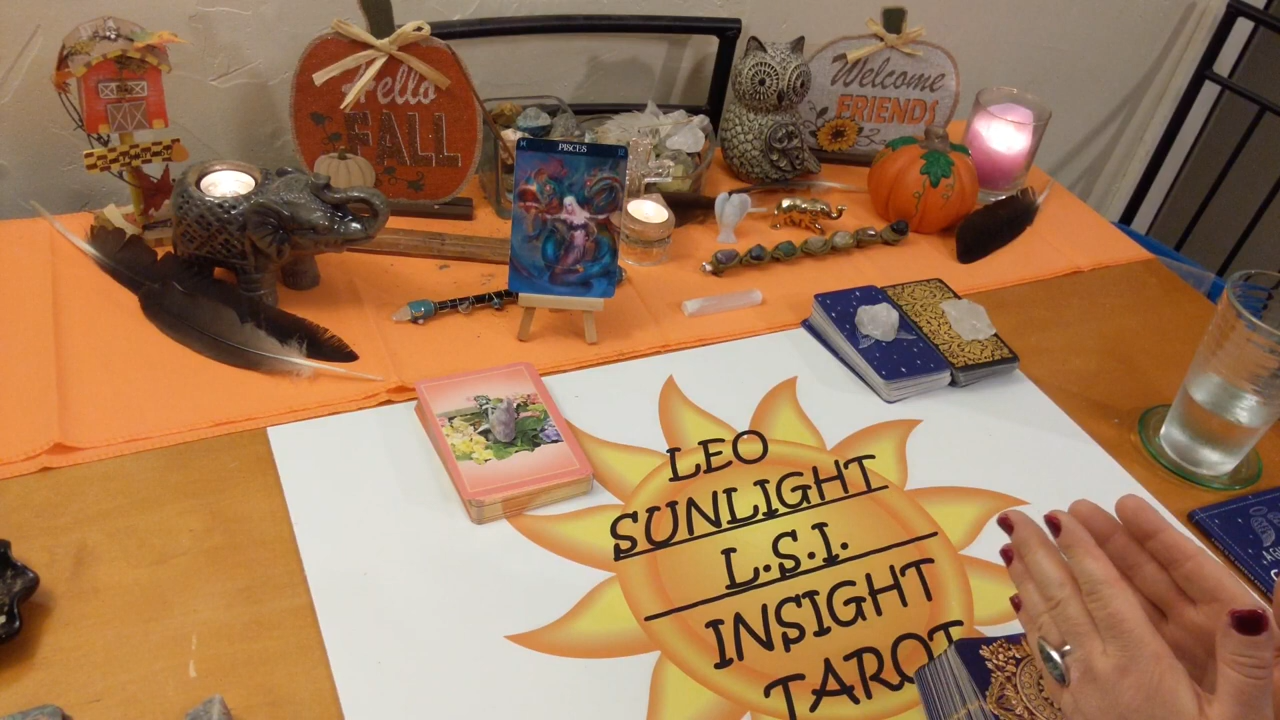 Hello
FALL
Welcome
FRIENDS
PISCES
LEO
SUNLIGHT
L.S.I.
INSIGHT
TAROT